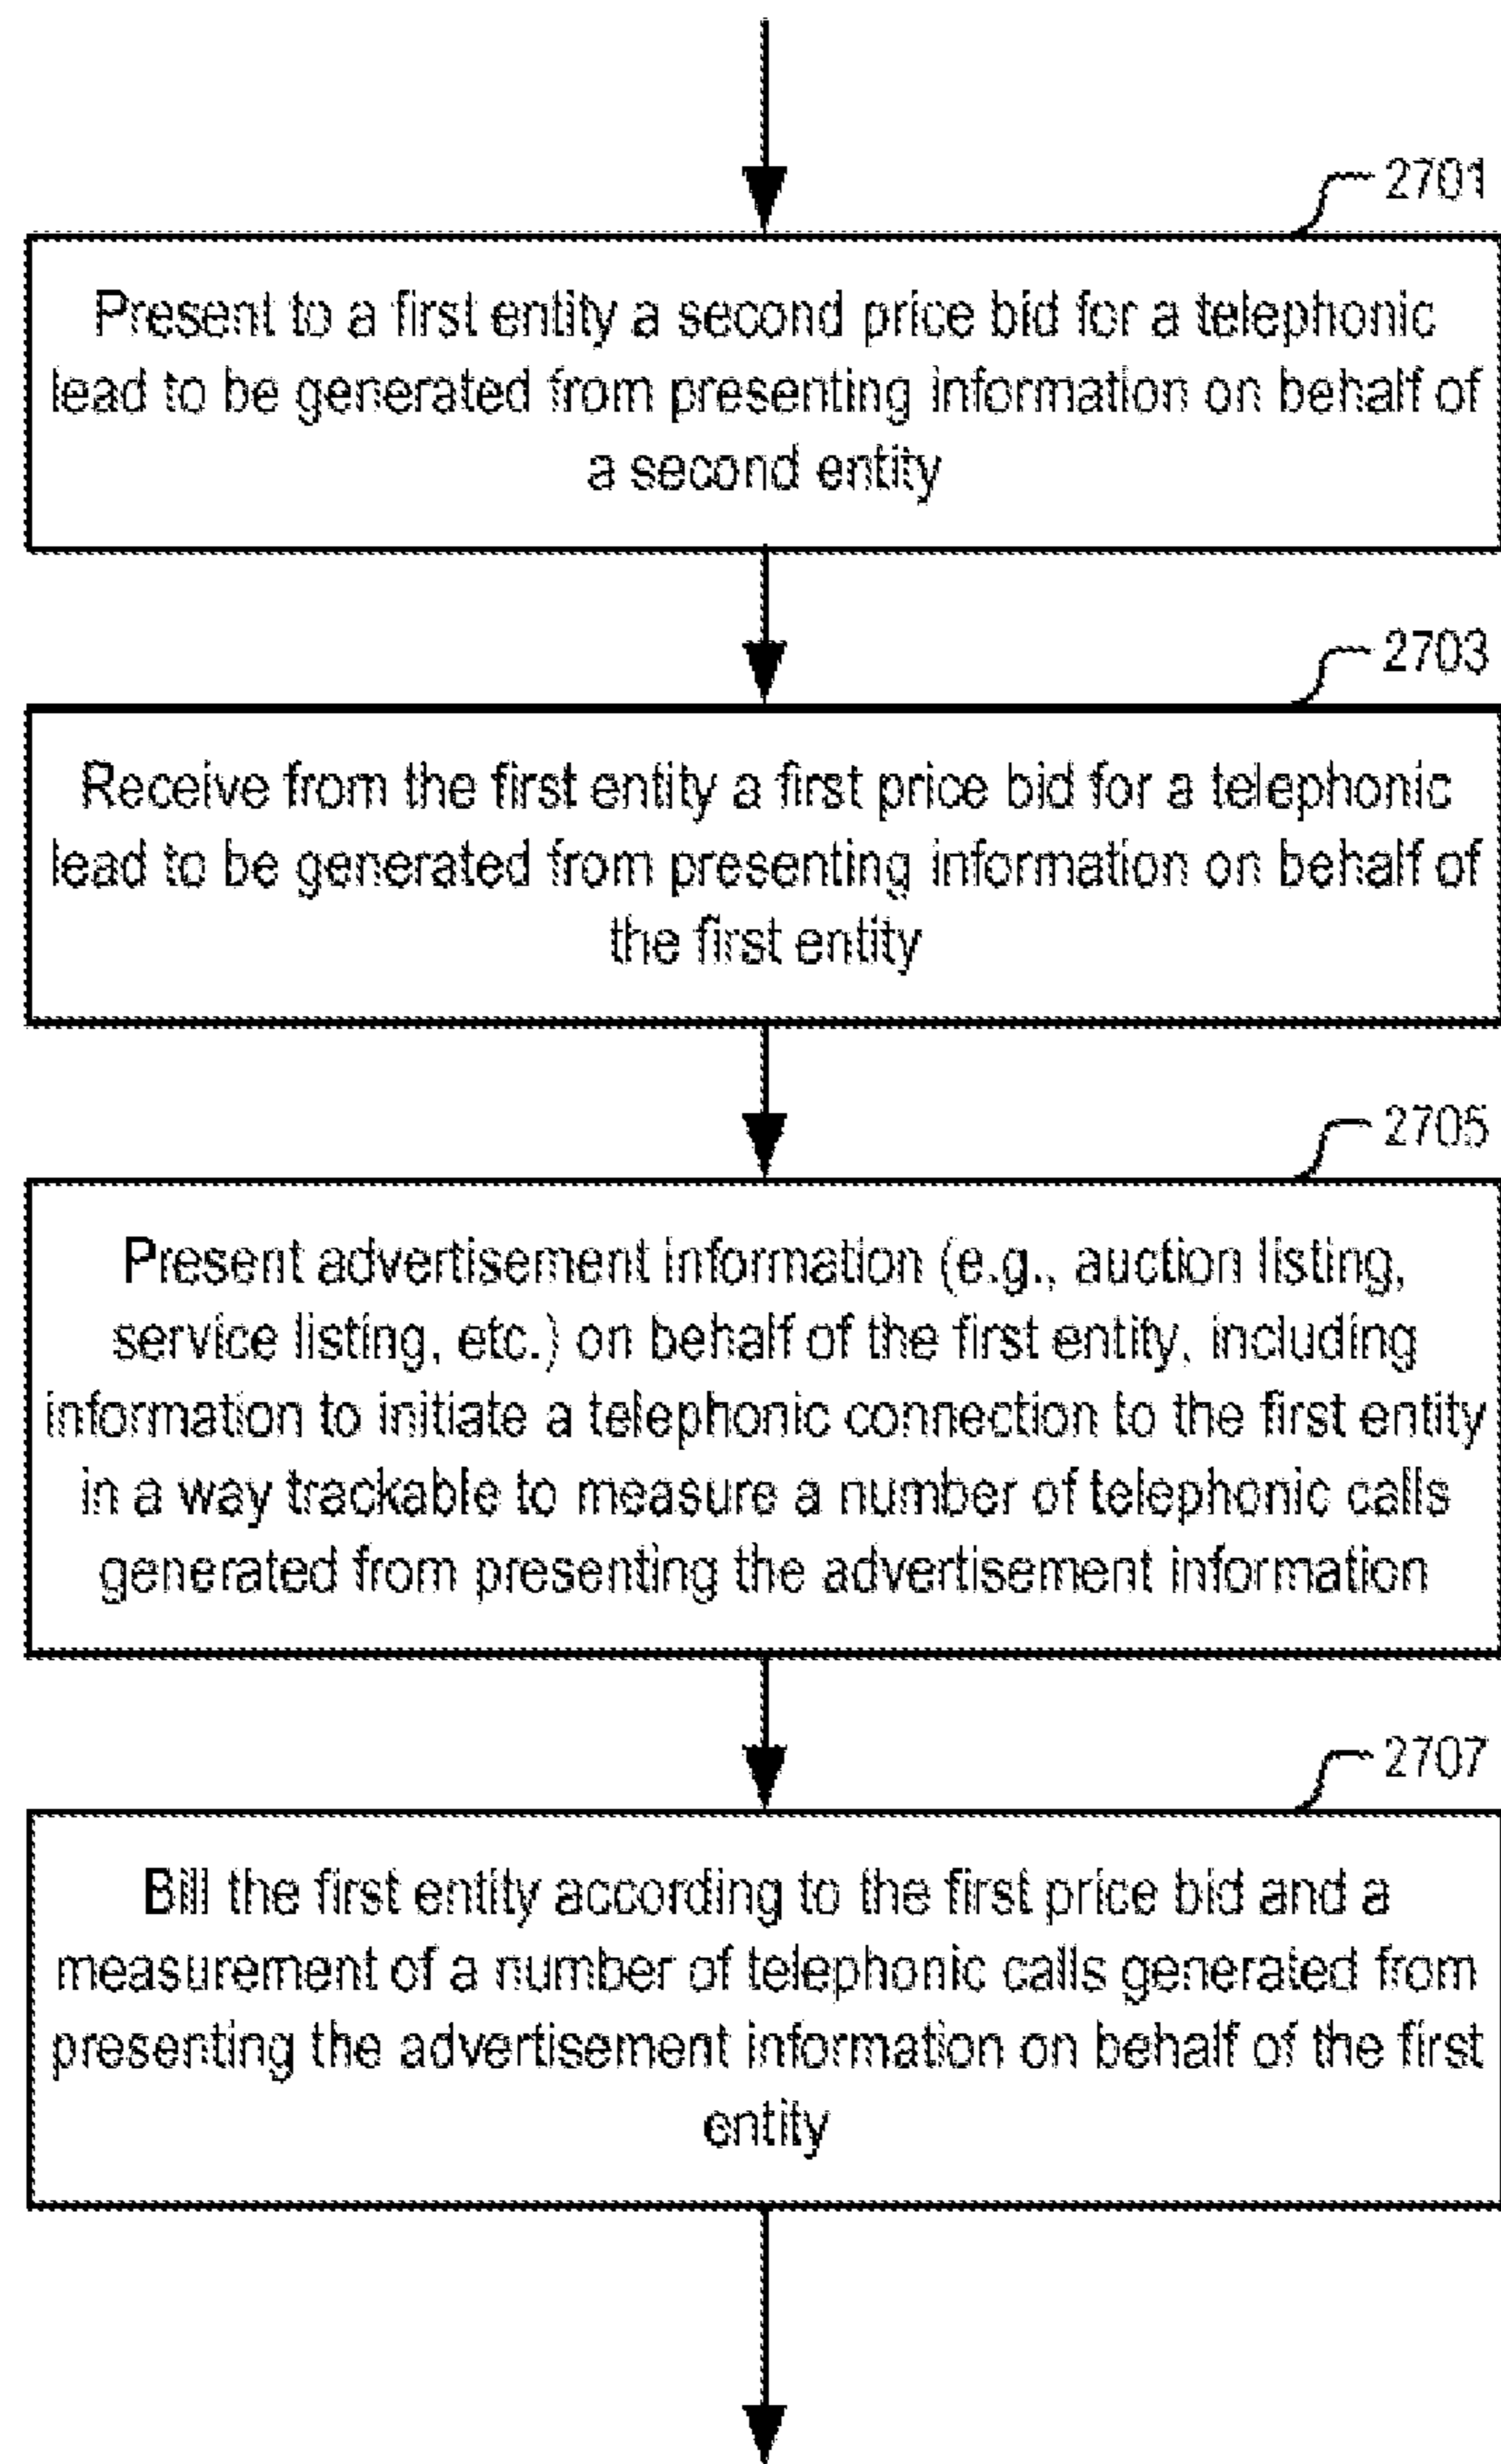 2701
Present to a first entity a second price bid for a telephonic
lead to be generated from presenting information on behalf of
a second entity
2703
Receive from the first entity a first price bid for a telephonic
lead to be generated from presenting information on behalf of
the first entity
2705
Present advertisement information (e.g., auction listing,
service listing, etc.) on behalf of the first entity, including
information to initiate a telephonic connection to the first entity
in a way trackable to measure a number of telephonic calls
generated from presenting the advertisement information
2707
Bill the first entity according to the first price bid and a
measurement of a number of telephonic calls generated from
presenting the advertisement information on behalf of the first
entity